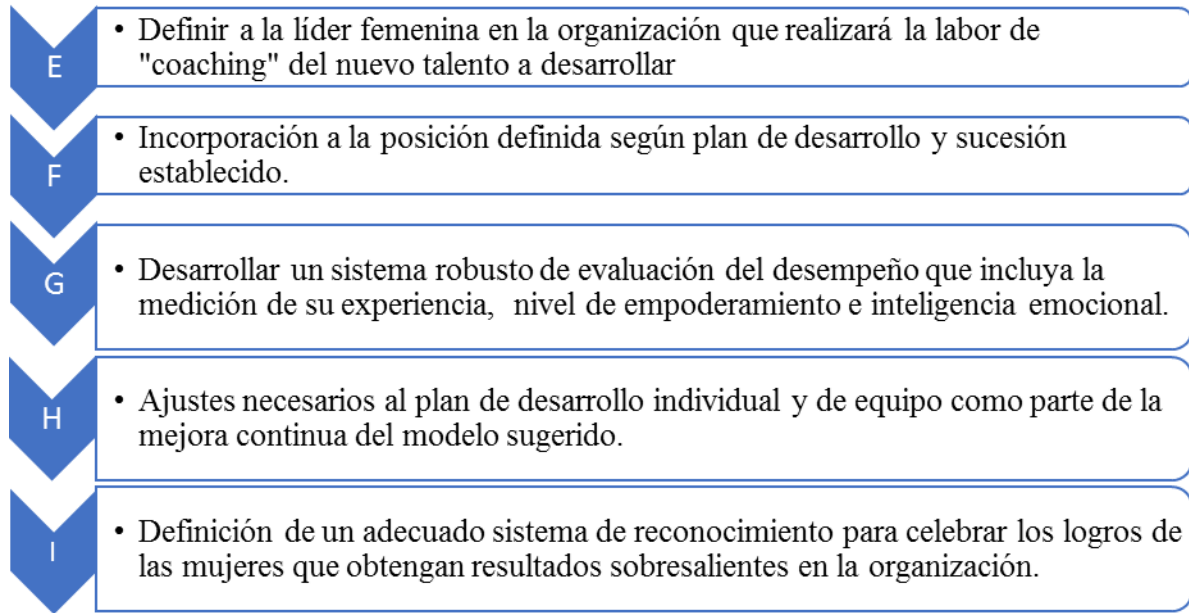 E
• Definir a la líder femenina en la organización que realizará la labor de
"coaching" del nuevo talento a desarrollar
F
• Incorporación a la posición definida según plan de desarrollo y sucesión
establecido.
G
• Desarrollar un sistema robusto de evaluación del desempeño que incluya la
medición de su experiencia, nivel de empoderamiento e inteligencia emocional.
H
• Ajustes necesarios al plan de desarrollo individual y de equipo como parte de la
mejora continua del modelo sugerido.
I
• Definición de un adecuado sistema de reconocimiento para celebrar los logros de
las mujeres que obtengan resultados sobresalientes en la organización.